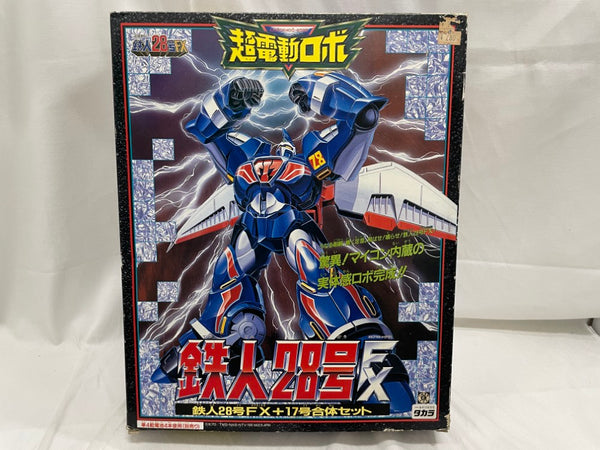 鉄人28号FX
超電動ロボ
28
驚異!マイコン内蔵の
実体感ロボ完成!!
鉄人28号FX
鉄人28号FX+17号合体セット
タカラ